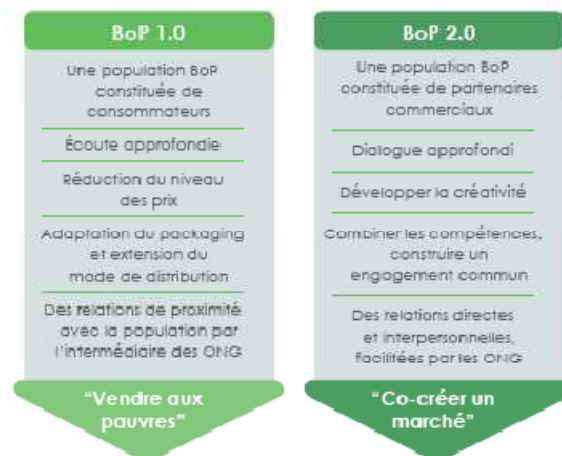 BoP 1.0
Une population BoP
constituée de
consommateurs
Écoute approfondie
Réduction du niveau
des prix
Adaptation du packaging
et extension du
mode de distribution
Des relations de proximité
avec la population par
l'intermédiaire des ONG
"Vendre aux
pauvres"
BoP 2.0
Une population BoP
constituée de partenaires
commerciaux
Dialogue approfondi
Développer la créativité
Combiner les compétences,
construire un
engagement commun
Des relations directes
et interpersonnelles,
facilitées par les ONG
"Co-créer un
marché"